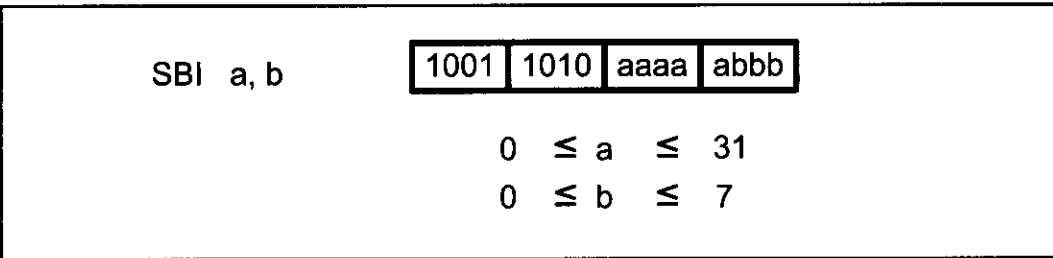 SBI a, b 1001 1010 aaaa abbb
0 ≤ a ≤ 31
0 ≤ b ≤ 7